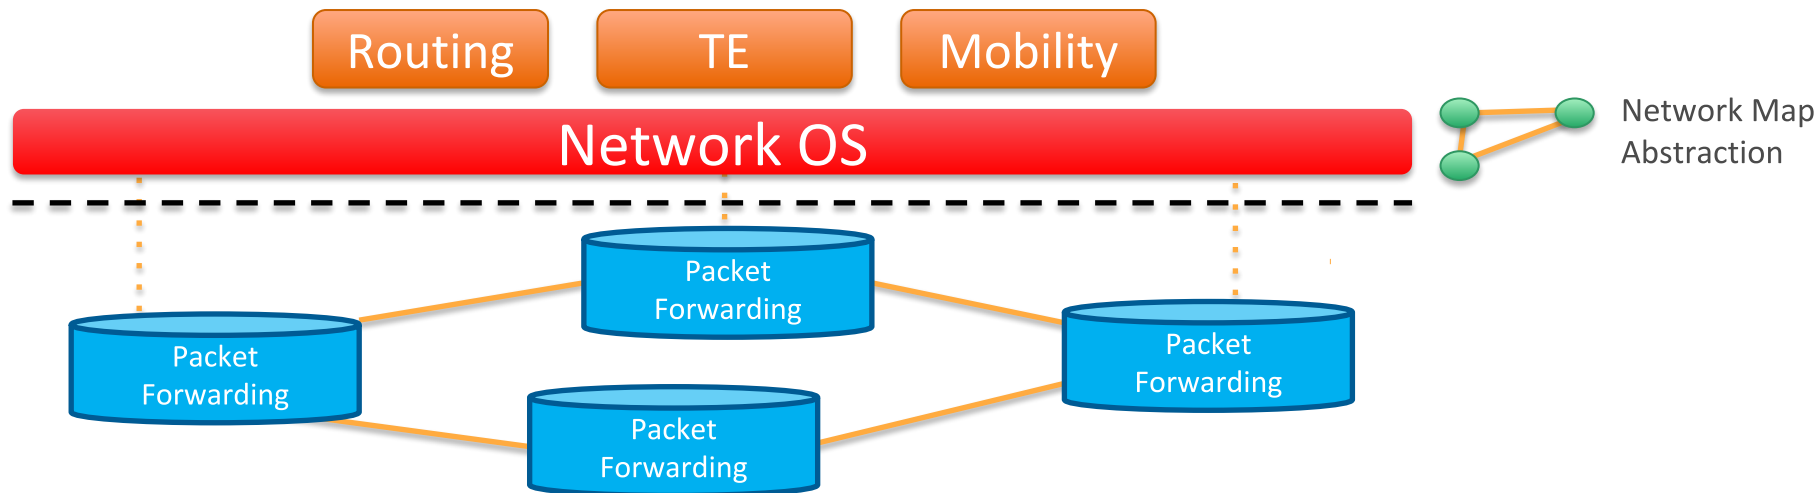 Routing
TE
Mobility
Network OS
Network Map
Abstraction
Packet
Forwarding
Packet
Forwarding
Packet
Forwarding
Packet
Forwarding